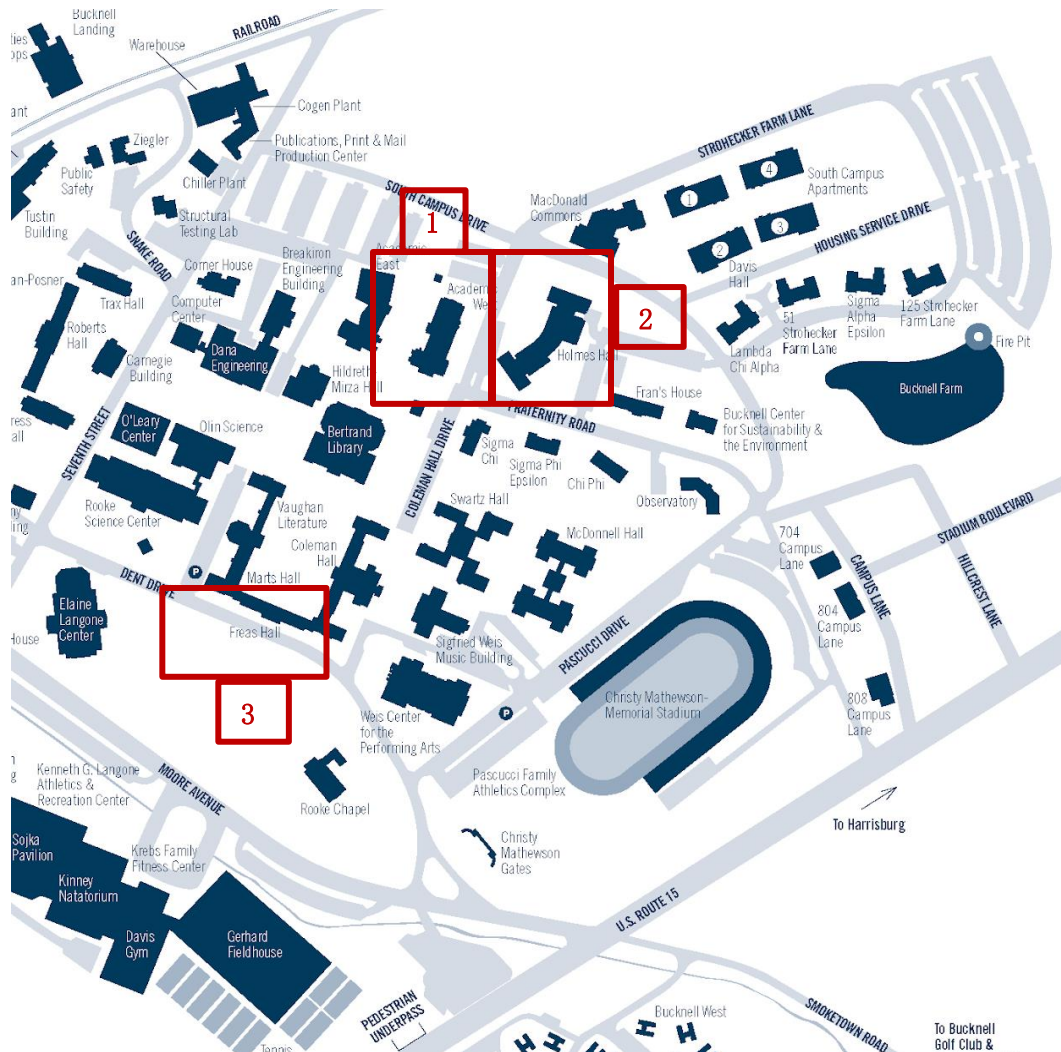 Bucknell
Landing
RAILROAD
Warehouse
Cogen Plant
Publications, Print & Mail
Production Center
Ziegler
Public
Safety
Chiller Plant
Tustin
Building
Structural
Testing Lab
SNAKE ROAD
SOUTH CAMPUS DRIVE
1
STROHECKER FARM LANE
MacDonald
Commons
1
4
2
3
South Campus
Apartments
HOUSING SERVICE DRIVE
Davis
Hall
Trax Hall
Roberts
Hall
Corner House
Computer
Center
Breakiron
Engineering
Building
Academic
East
Academic
West
2
Holmes Hall
Lambda
Chi Alpha
51
Strohecker
Farm Lane
Sigma
Alpha
Epsilon
125 Strohecker
Farm Lane
Fire Pit
Bucknell Farm
Carnegie
Building
Dana
Engineering
Hildreth
Mirza Hall
Fran's House
FRATERNITY ROAD
Bucknell Center
for Sustainability &
the Environment
O'Leary
Center
Olin Science
SEVENTH STREET
Bertrand
Library
COLEMAN HALL DRIVE
Sigma
Chi
Sigma Phi
Epsilon
Chi Phi
Observatory
Rooke
Science Center
Vaughan
Literature
Coleman
Hall
Swartz Hall
McDonnell Hall
704
Campus
Lane
CAMPUS LANE
STADIUM BOULEVARD
HILLCREST LANE
DENT DRIVE
P
Marts Hall
Elaine
Langone
Center
Freas Hall
3
Sigfried Weis
Music Building
PASCUCCI DRIVE
804
Campus
Lane
Christy Mathewson-
Memorial Stadium
808
Campus
Lane
Weis Center
for the
Performing Arts
P
Pascucci Family
Athletics Complex
Kenneth G. Langone
Athletics &
Recreation Center
MOORE AVENUE
Rooke Chapel
To Harrisburg
Sojka
Pavilion
Krebs Family
Fitness Center
Christy
Mathewson
Gates
Kinney
Natatorium
Davis
Gym
Gerhard
Fieldhouse
U.S. ROUTE 15
PEDESTRIAN
UNDERPASS
Bucknell West
SMOKETOWN ROAD
To Bucknell
Golf Club &
Tennis